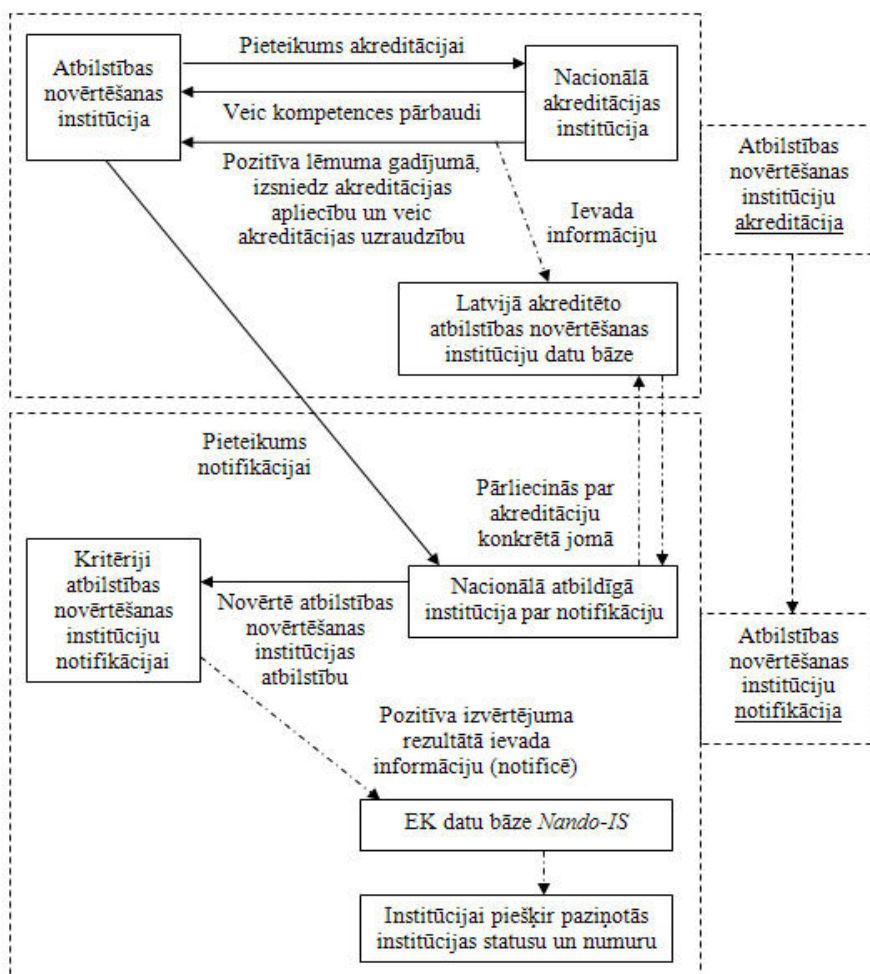 Atbilstības
novērtēšanas
institūcija
Pieteikums akreditācijai
Veic kompetences pārbaudi
Nacionālā
akreditācijas
institūcija
Pozitīva lēmuma gadījumā,
izsniedz akreditācijas
apliecību un veic
akreditācijas uzraudzību
Ievada
informāciju
Atbilstības
novērtēšanas
institūciju
akreditācija
Latvijā akreditēto
atbilstības novērtēšanas
institūciju datu bāze
Pieteikums
notifikācijai
Pārliecinās par
akreditāciju
konkrētā jomā
Kritēriji
atbilstības
novērtēšanas
institūciju
notifikācijai
Novērtē atbilstības
novērtēšanas
institūcijas
atbilstību
Nacionālā atbildīgā
institūcija par notifikāciju
Atbilstības
novērtēšanas
institūciju
notifikācija
Pozitīva izvērtējuma
rezultātā ievada
informāciju (notificē)
EK datu bāze Nando-IS
Institūcijai piešķir paziņotās
institūcijas statusu un numuru